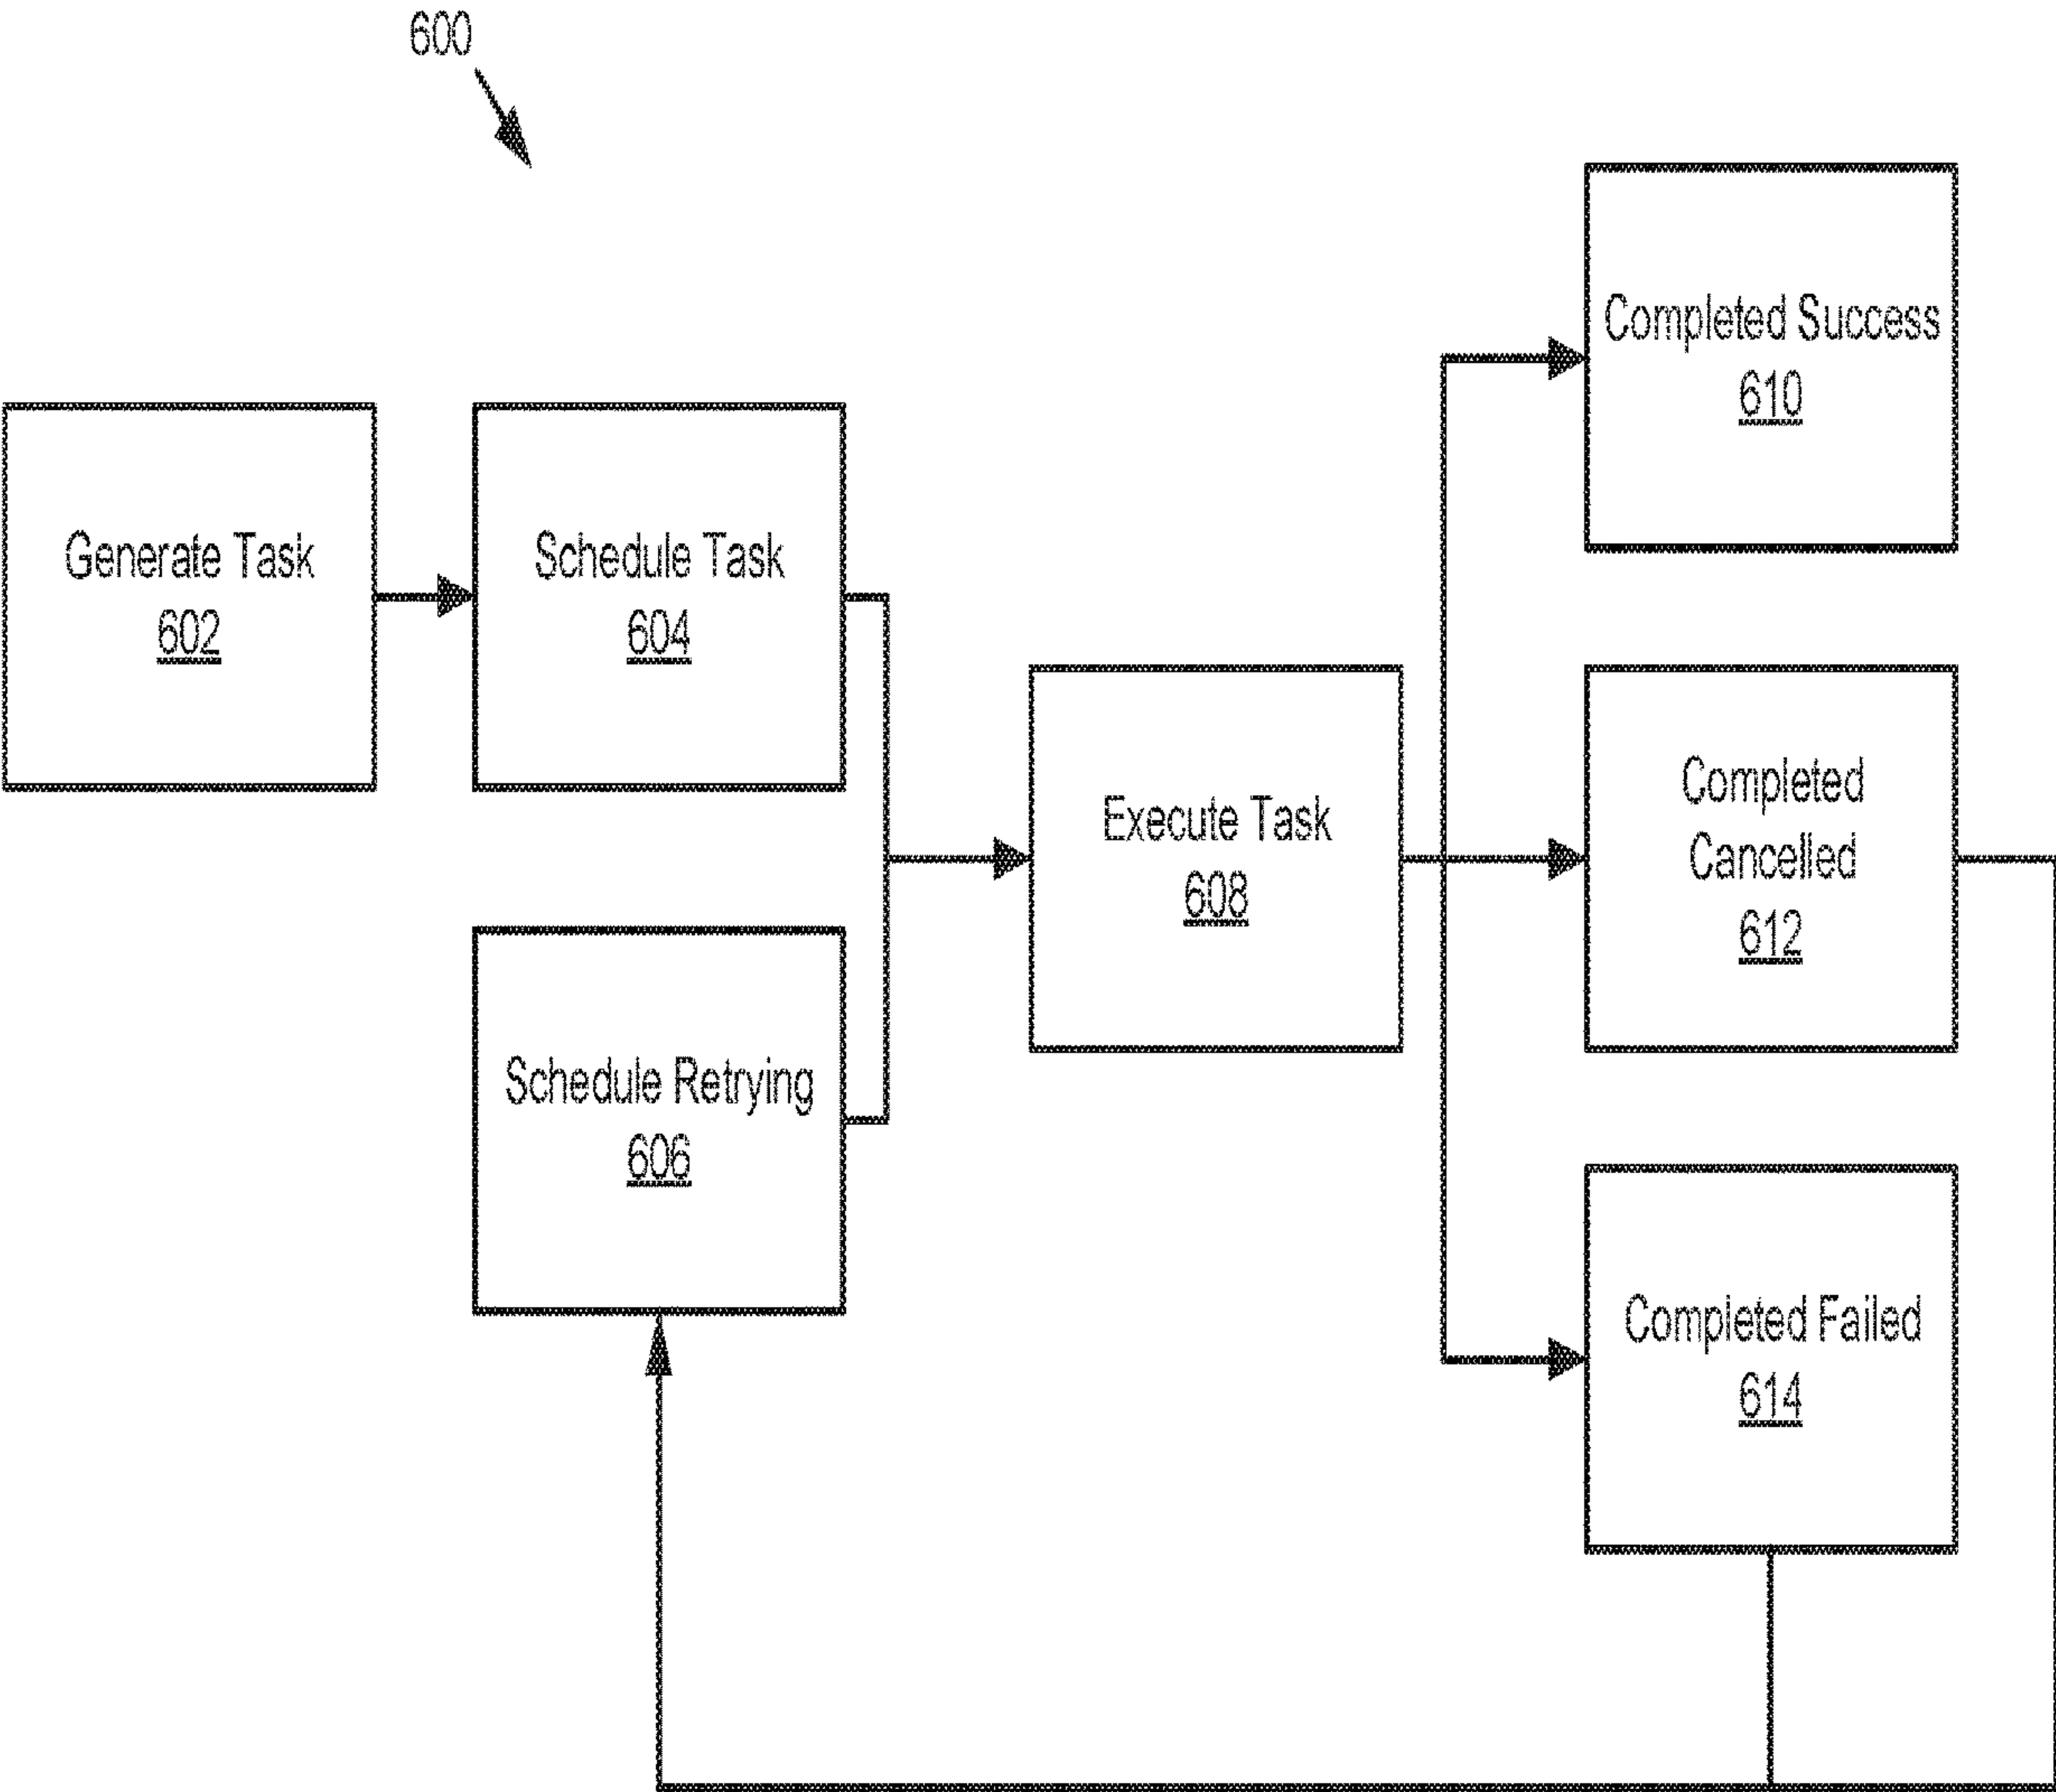 600
Generate Task
602
Schedule Task
604
Schedule Retrying
606
Execute Task
608
Completed Success
610
Completed
Cancelled
612
Completed Failed
614